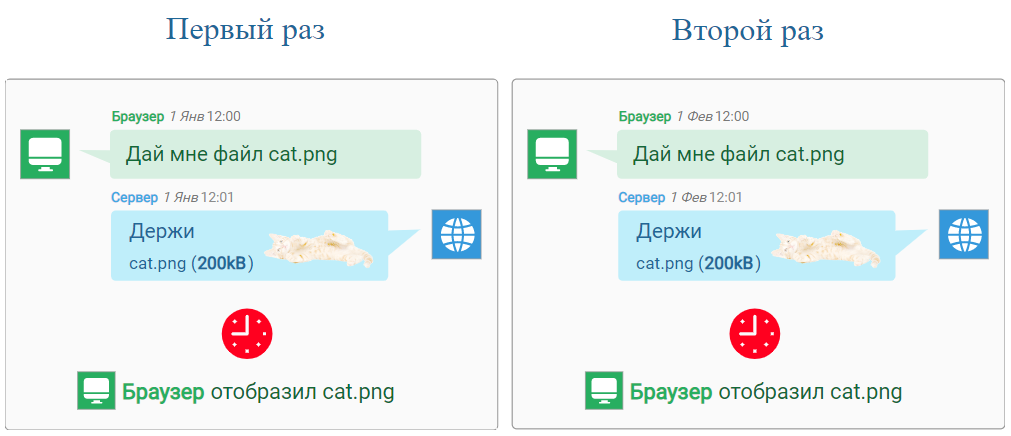 Первый раз
Браузер 1 Янв 12:00
Дай мне файл cat.png
Сервер 1 Янв 12:01
Держи
cat.png (200kB)
Браузер отобразил cat.png
Второй раз
Браузер 1 Фев 12:00
Дай мне файл cat.png
Сервер 1 Фев 12:01
Держи
cat.png (200kB)
Браузер отобразил cat.png